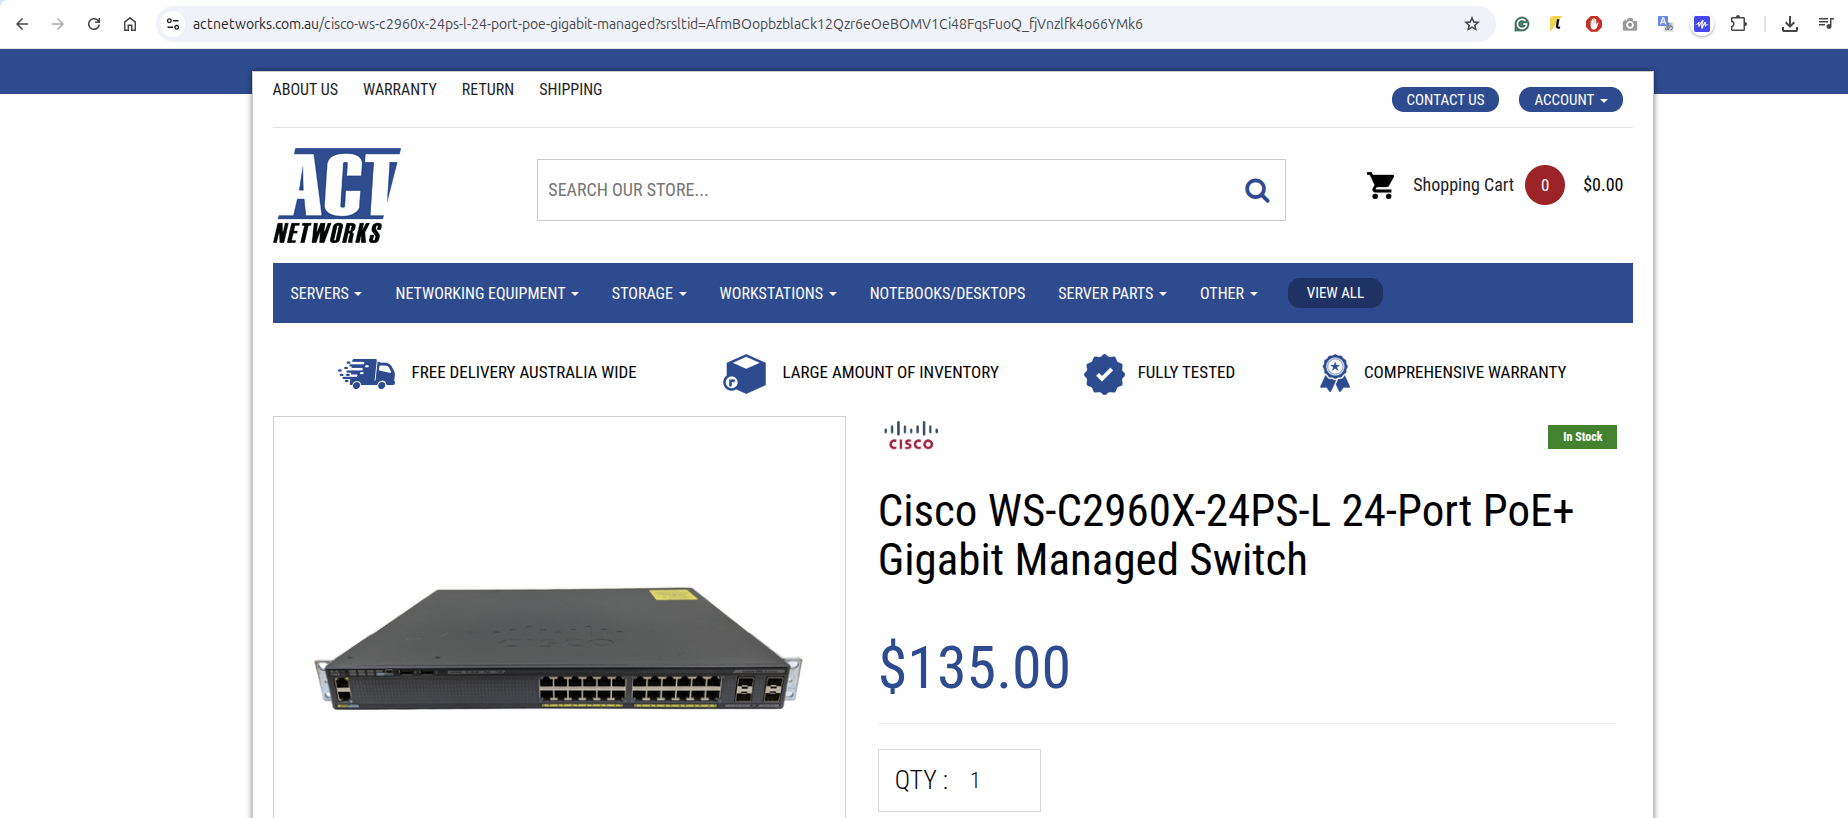 actnetworks.com.au/cisco-ws-c2960x-24ps-l-24-port-poe-gigabit-managed?srsltid=AfmBOopbzblaCk12Qzr6eOeBOMV1Ci48FqsFuoQ_fjVnzlfk4o66YMk6
ABOUT US WARRANTY RETURN SHIPPING
CONTACT US ACCOUNT
ACT
NETWORKS
SEARCH OUR STORE...
Shopping Cart 0 $0.00
SERVERS NETWORKING EQUIPMENT STORAGE WORKSTATIONS NOTEBOOKS/DESKTOPS SERVER PARTS OTHER VIEW ALL
FREE DELIVERY AUSTRALIA WIDE LARGE AMOUNT OF INVENTORY FULLY TESTED COMPREHENSIVE WARRANTY
CISCO
In Stock
Cisco WS-C2960X-24PS-L 24-Port PoE+
Gigabit Managed Switch
$135.00
QTY : 1